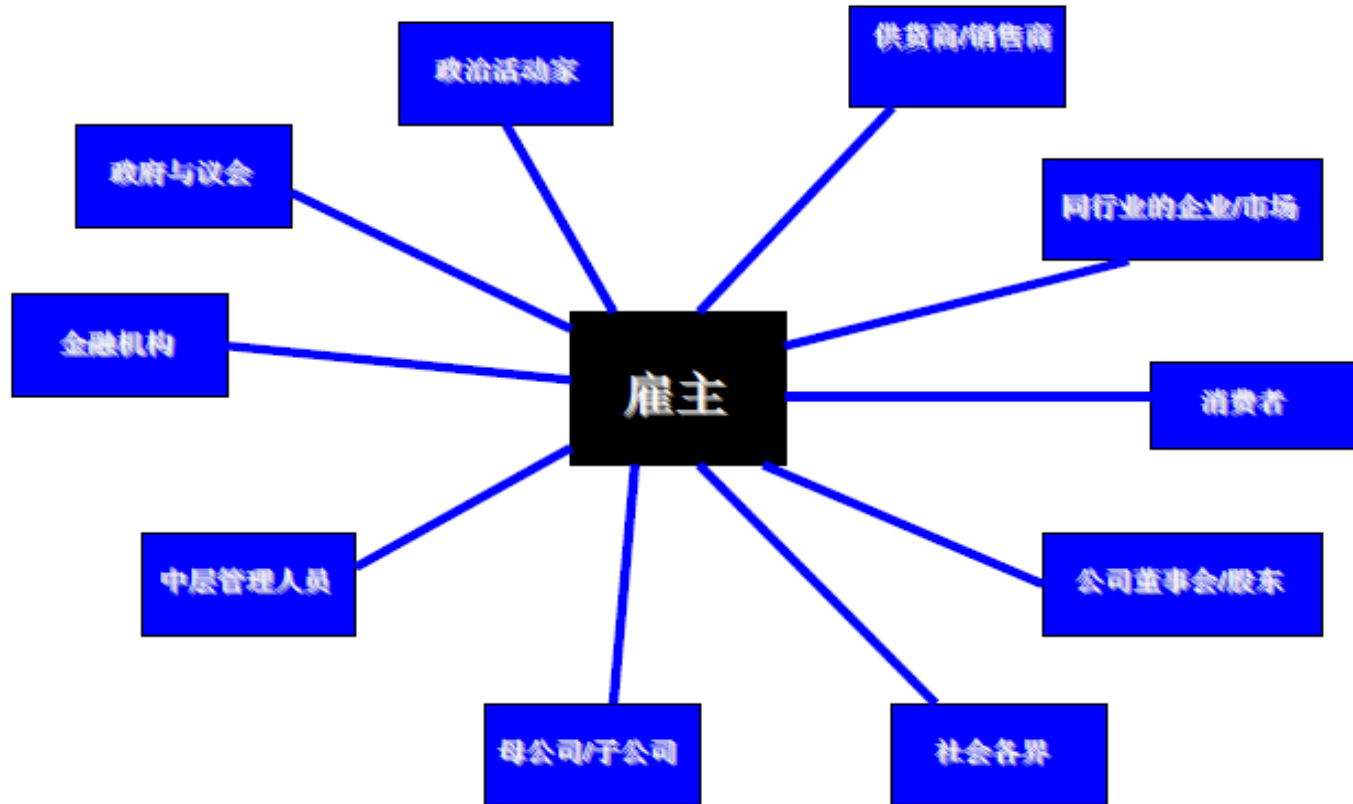 供货商/销售商
政治活动家
政府与议会
同行业的企业/市场
金融机构
雇主
消费者
中层管理人员
公司董事会/股东
母公司/子公司
社会各界